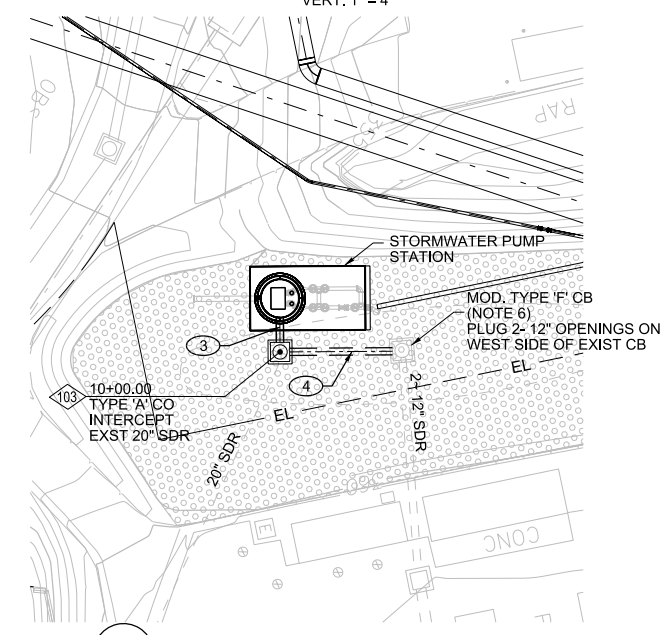 VERT. 1" = 4'
OBS
RAP
STORMWATER PUMP
STATION
MOD. TYPE 'F' CB
(NOTE 6)
PLUG 2- 12" OPENINGS ON
WEST SIDE OF EXIST CB
3
4
103
10+00.00
TYPE 'A' CO
INTERCEPT
EXST 20" SDR
EL
EL
20" SDR
2- 12" SDR
E
CONC